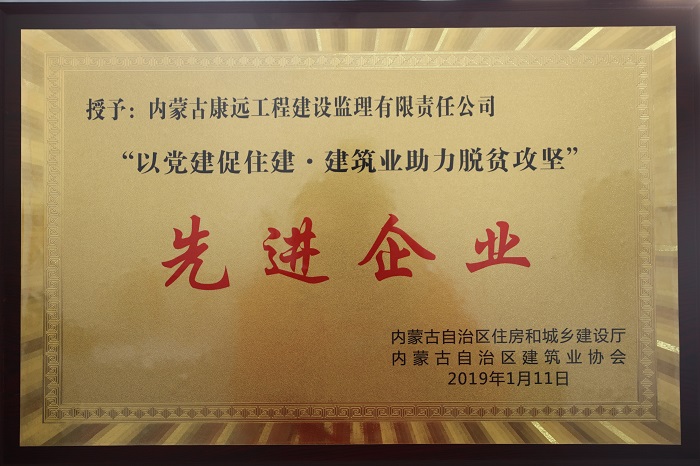 授予：内蒙古康远工程建设监理有限责任公司
“以党建促住建·建筑业助力脱贫攻坚”
先进企业
内蒙古自治区住房和城乡建设厅
内蒙古自治区建筑业协会
2019年1月11日